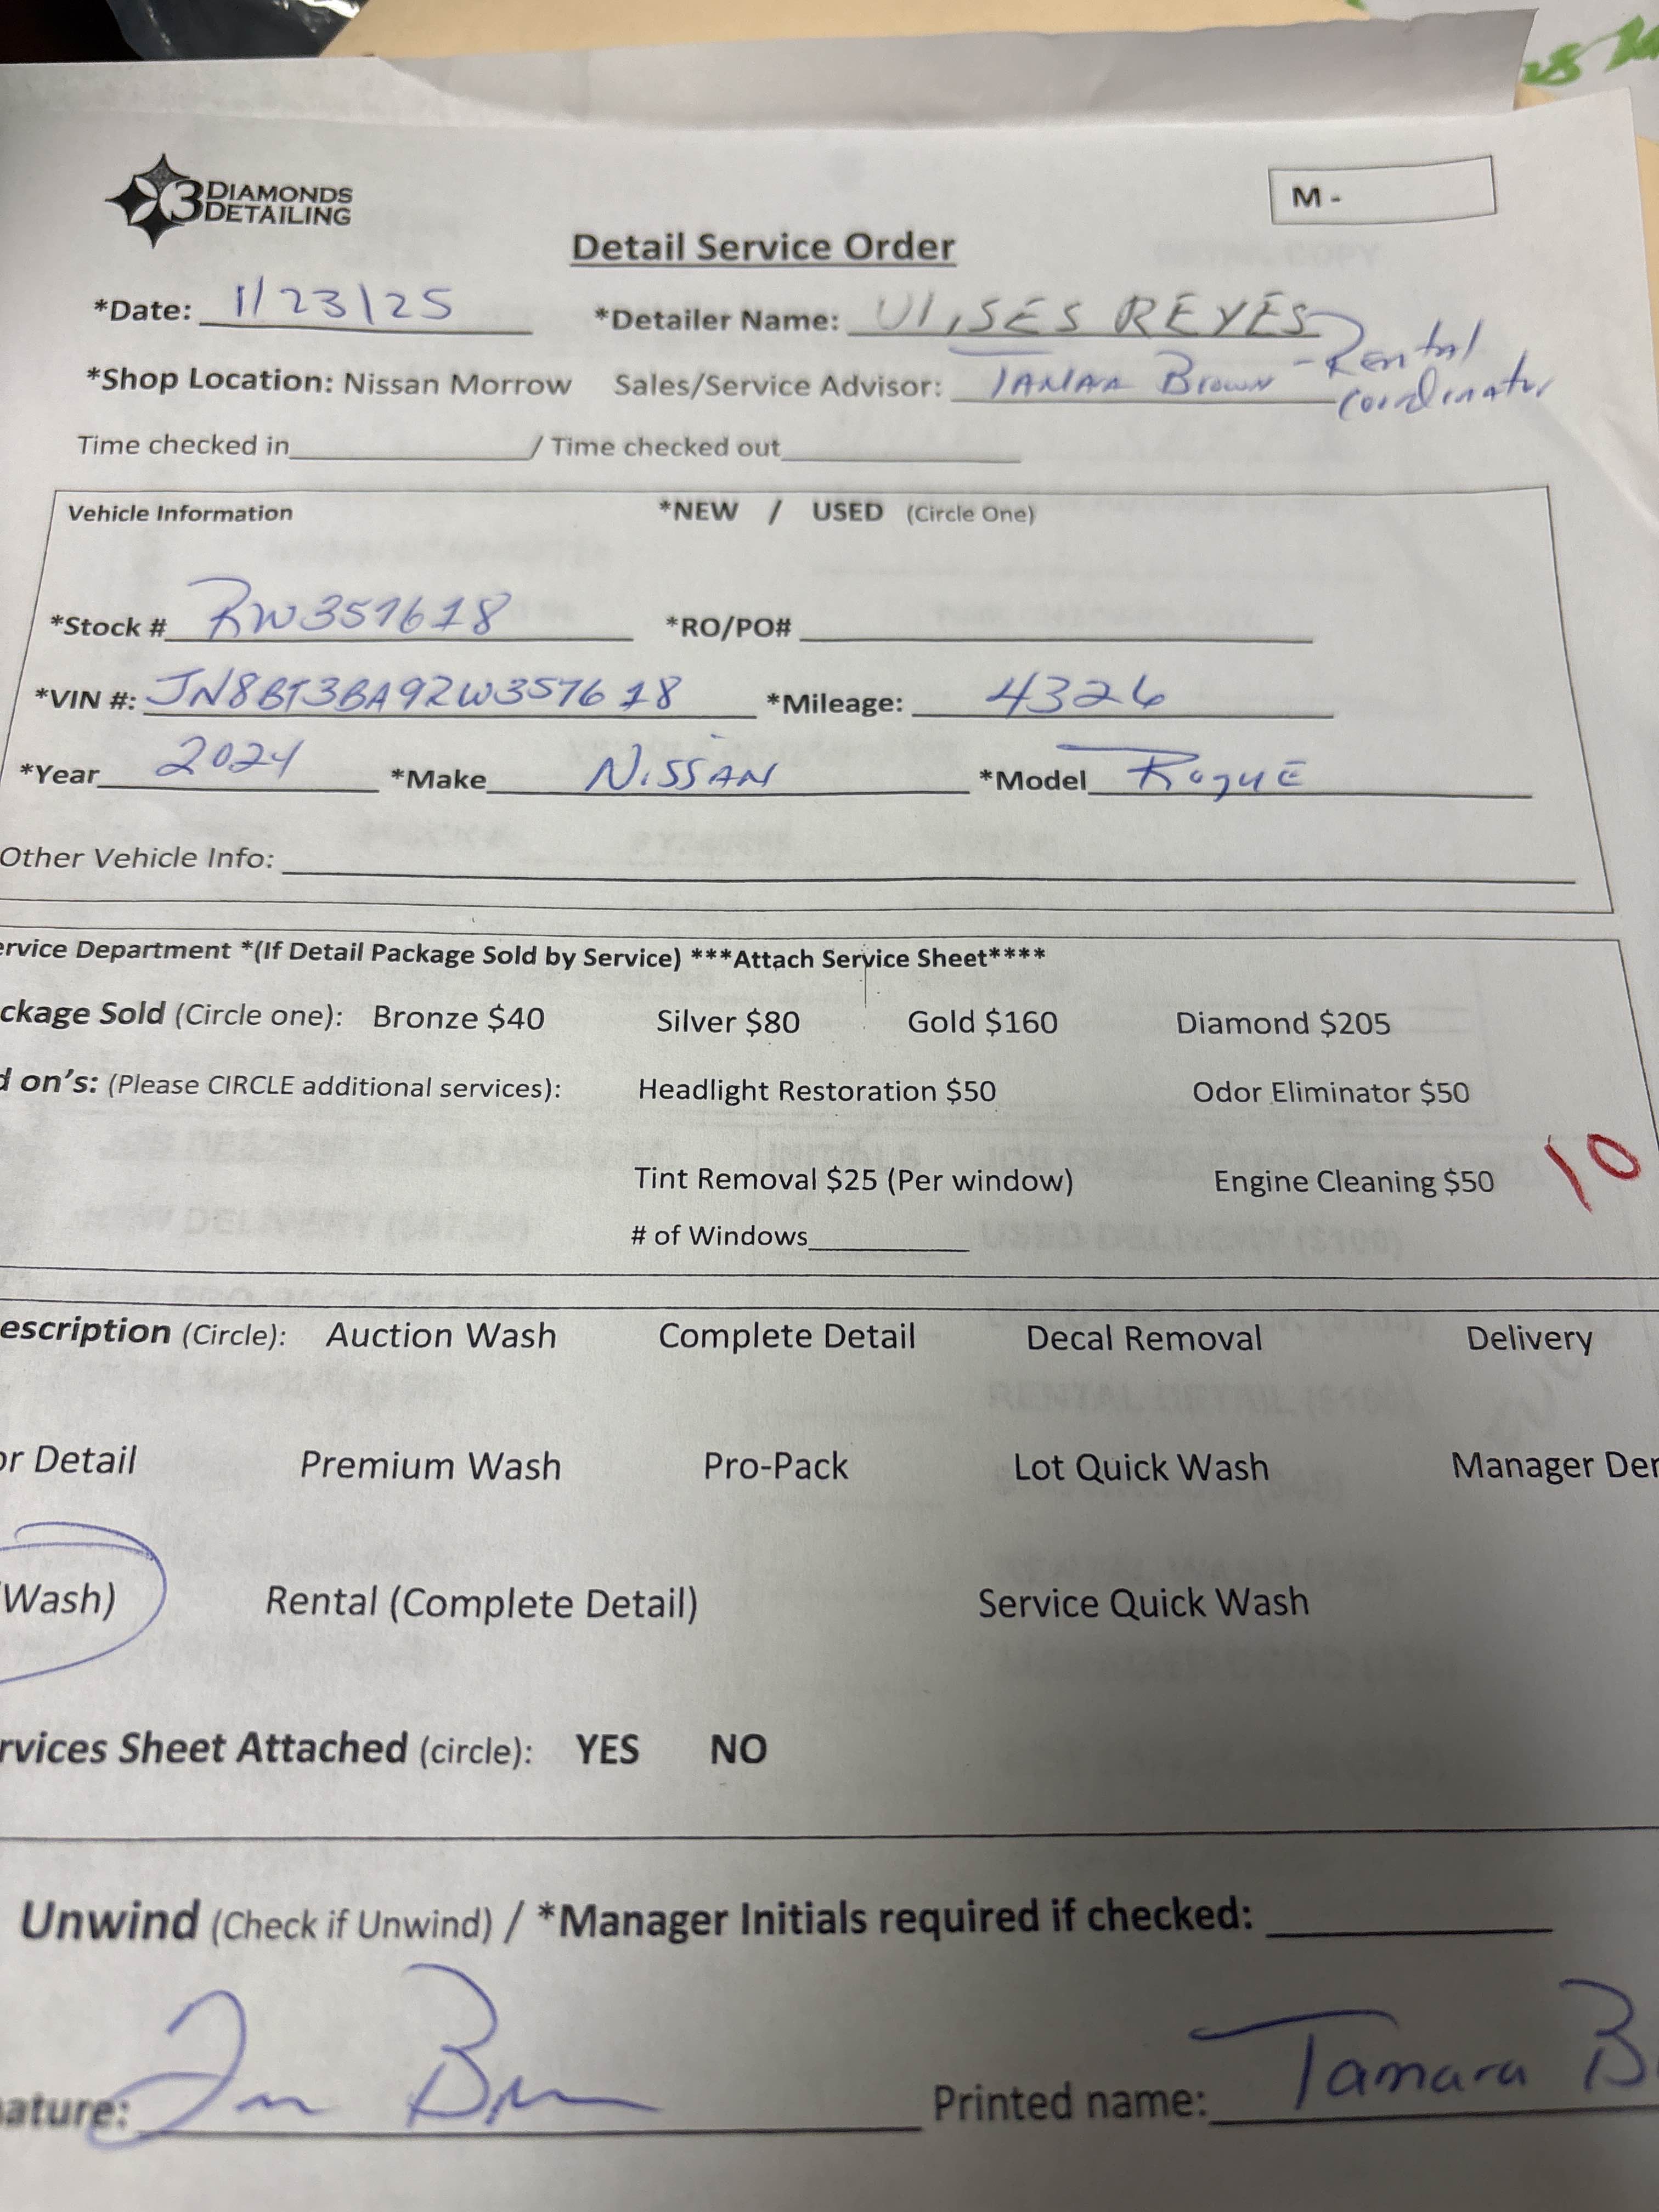 3 DIAMONDS
DETAILING
M -
Detail Service Order
*Date: 1/23/25 *Detailer Name: ULISES REYES
*Shop Location: Nissan Morrow Sales/Service Advisor: TAMARA Brown - Rental coordinator
Time checked in / Time checked out
Vehicle Information *NEW / USED (Circle One)
*Stock # RW357618 *RO/PO#
*VIN #: JN8BT3BA9RW357618 *Mileage: 4326
*Year 2024 *Make NISSAN *Model ROGUE
Other Vehicle Info:
ervice Department *(If Detail Package Sold by Service) ***Attach Service Sheet****
ckage Sold (Circle one): Bronze $40 Silver $80 Gold $160 Diamond $205
d on's: (Please CIRCLE additional services): Headlight Restoration $50 Odor Eliminator $50
Tint Removal $25 (Per window) Engine Cleaning $50 10
# of Windows
escription (Circle): Auction Wash Complete Detail Decal Removal Delivery
or Detail Premium Wash Pro-Pack Lot Quick Wash Manager Der
Wash) Rental (Complete Detail) Service Quick Wash
rvices Sheet Attached (circle): YES NO
Unwind (Check if Unwind) / *Manager Initials required if checked:
nature: Printed name: Tamara B